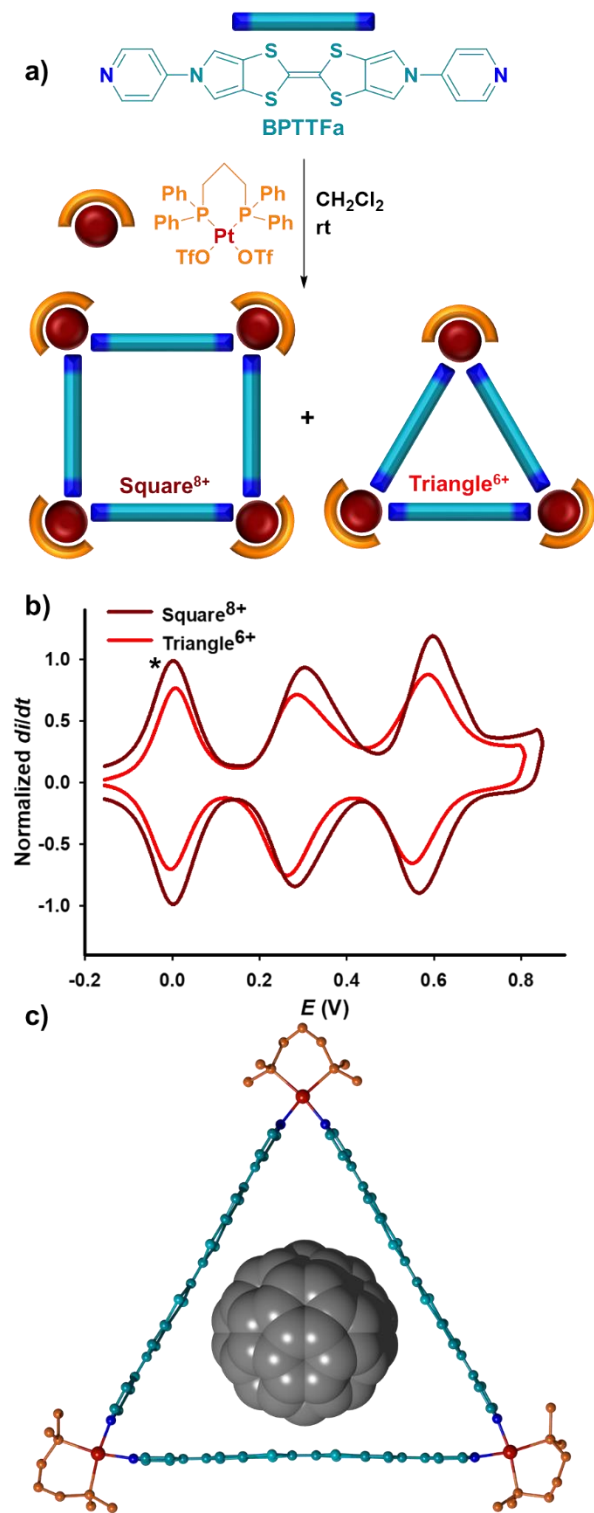 a)
S S
N N N N
S S
BPTTFa
Ph Ph
Ph P P Ph
Pt
TfO OTf
CH₂Cl₂
rt
+
Square⁸⁺
Triangle⁶⁺
b)
Square⁸⁺
Triangle⁶⁺
*
Normalized di/dt
1.0
0.5
0.0
-0.5
-1.0
-0.2 0.0 0.2 0.4 0.6 0.8
E (V)
c)